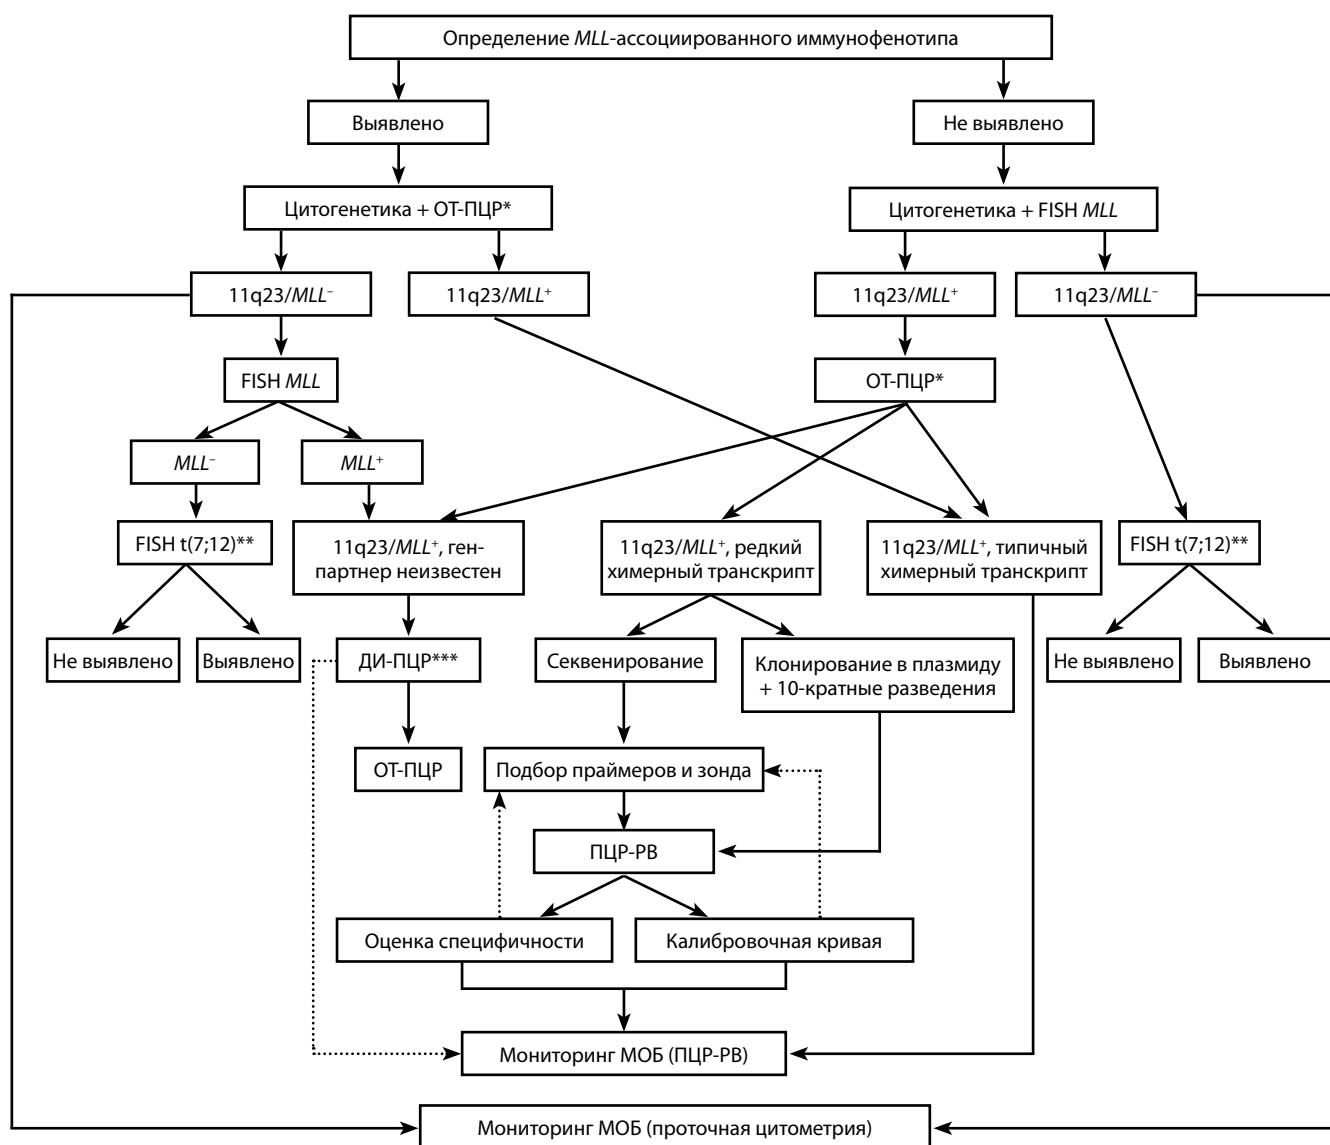 Определение MLL-ассоциированного иммунофенотипа
Выявлено
Не выявлено
Цитогенетика + ОТ-ПЦР*
Цитогенетика + FISH MLL
11q23/MLL⁻
11q23/MLL⁺
11q23/MLL⁺
11q23/MLL⁻
FISH MLL
ОТ-ПЦР*
MLL⁻
MLL⁺
FISH t(7;12)**
11q23/MLL⁺, ген-
партнер неизвестен
11q23/MLL⁺, редкий
химерный транскрипт
11q23/MLL⁺, типичный
химерный транскрипт
FISH t(7;12)**
Не выявлено
Выявлено
ДИ-ПЦР***
Секвенирование
Клонирование в плазмиду
+ 10-кратные разведения
Не выявлено
Выявлено
ОТ-ПЦР
Подбор праймеров и зонда
ПЦР-РВ
Оценка специфичности
Калибровочная кривая
Мониторинг МОБ (ПЦР-РВ)
Мониторинг МОБ (проточная цитометрия)